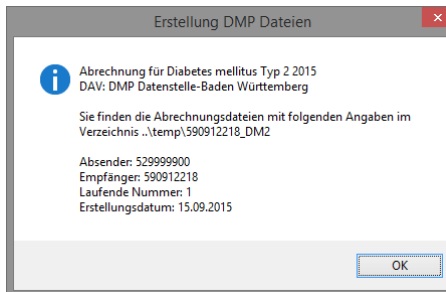 Erstellung DMP Dateien
Abrechnung für Diabetes mellitus Typ 2 2015
DAV: DMP Datenstelle-Baden Württemberg
Sie finden die Abrechnungsdateien mit folgenden Angaben im
Verzeichnis ..\temp\590912218_DM2
Absender: 529999900
Empfänger: 590912218
Laufende Nummer: 1
Erstellungsdatum: 15.09.2015
OK